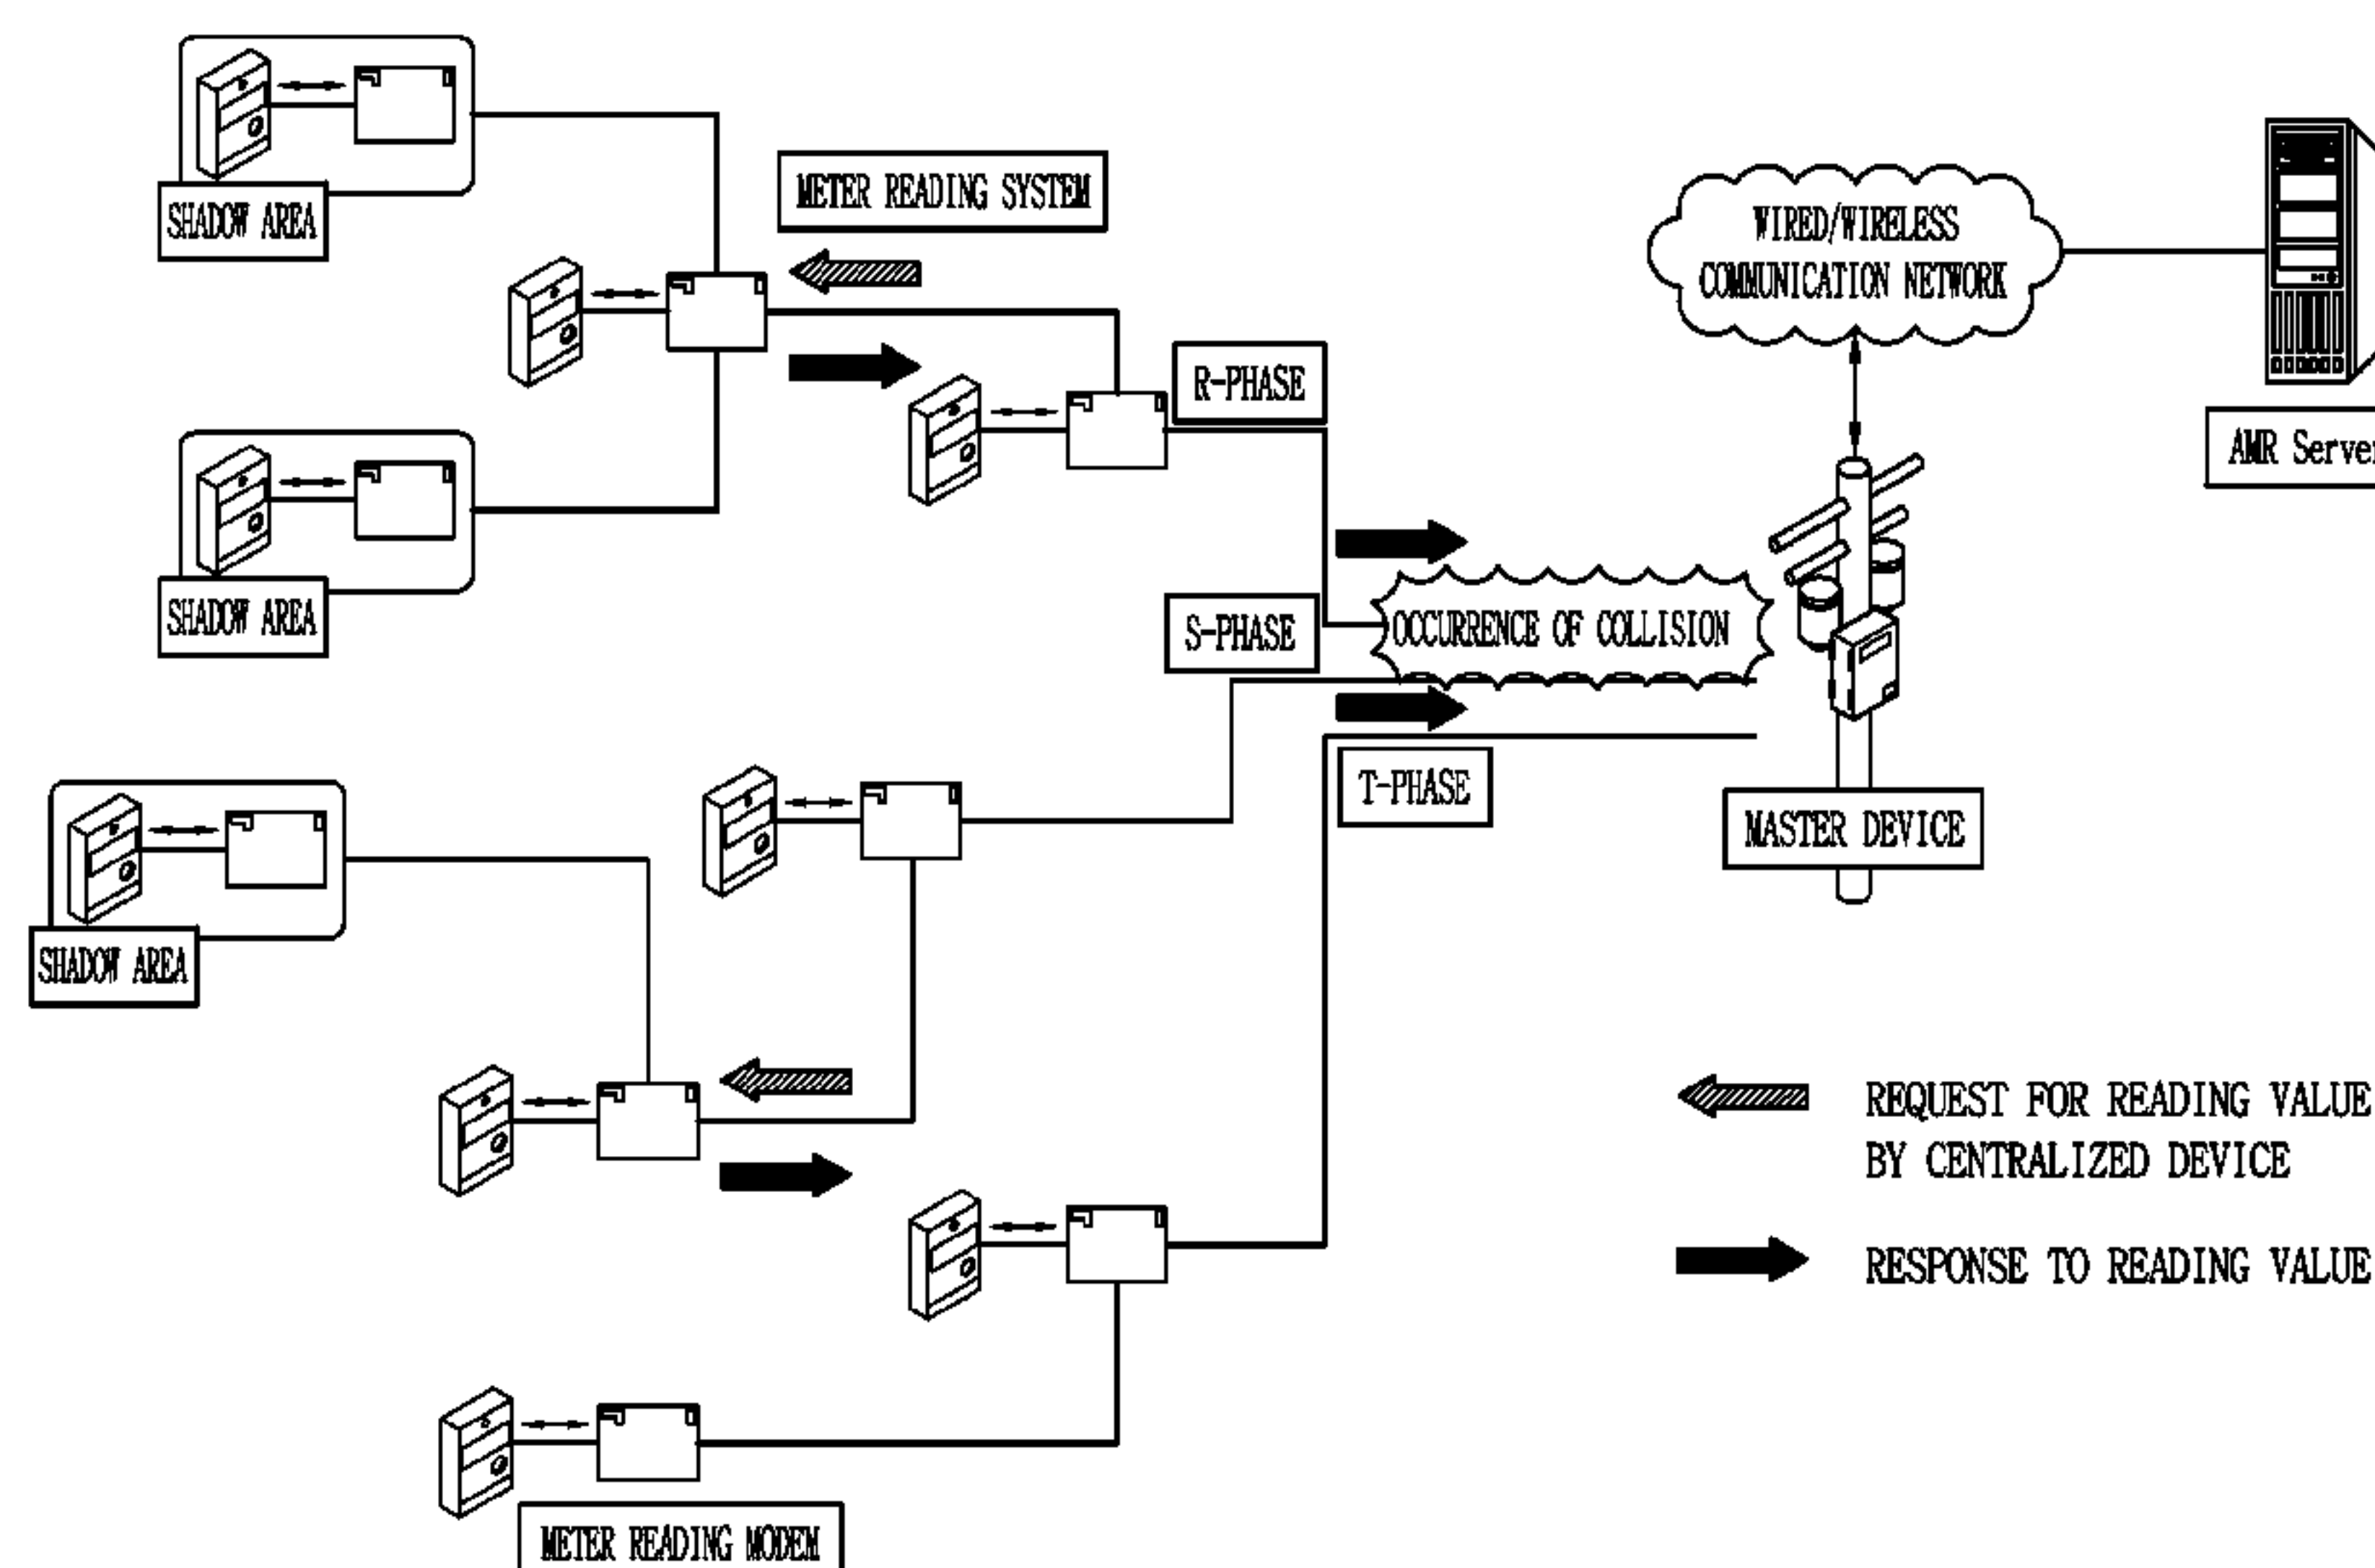 SHADOW AREA
METER READING SYSTEM
WIRED/WIRELESS
COMMUNICATION NETWORK
R-PHASE
AMR Server
SHADOW AREA
S-PHASE
OCCURRENCE OF COLLISION
T-PHASE
MASTER DEVICE
SHADOW AREA
REQUEST FOR READING VALUE
BY CENTRALIZED DEVICE
RESPONSE TO READING VALUE
METER READING MODEM